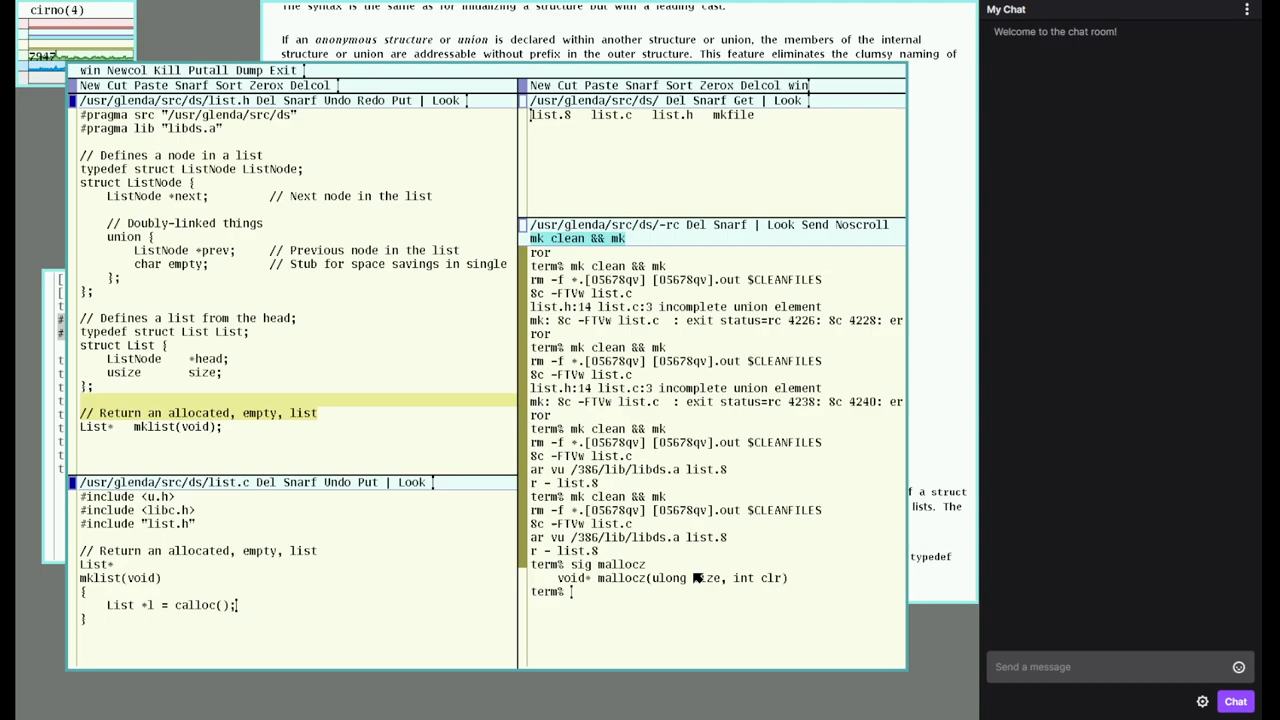 cirno(4)
7947
The syntax is the same as for initializing a structure but with a leading cast.
If an anonymous structure or union is declared within another structure or union, the members of the internal
structure or union are addressable without prefix in the outer structure. This feature eliminates the clumsy naming of
win Newcol Kill Putall Dump Exit
New Cut Paste Snarf Sort Zerox Delcol
/usr/glenda/src/ds/list.h Del Snarf Undo Redo Put | Look
#pragma src "/usr/glenda/src/ds"
#pragma lib "libds.a"
// Defines a node in a list
typedef struct ListNode ListNode;
struct ListNode {
ListNode *next; // Next node in the list
// Doubly-linked things
union {
ListNode *prev; // Previous node in the list
char empty; // Stub for space savings in single
};
};
// Defines a list from the head;
typedef struct List List;
struct List {
ListNode *head;
usize size;
};
// Return an allocated, empty, list
List* mklist(void);
/usr/glenda/src/ds/list.c Del Snarf Undo Put | Look
#include <u.h>
#include <libc.h>
#include "list.h"
// Return an allocated, empty, list
List*
mklist(void)
{
List *l = calloc();
}
New Cut Paste Snarf Sort Zerox Delcol win
/usr/glenda/src/ds/ Del Snarf Get | Look
list.8 list.c list.h mkfile
/usr/glenda/src/ds/-rc Del Snarf | Look Send Noscroll
mk clean && mk
ror
term% mk clean && mk
rm -f *.[05678qv] [05678qv].out $CLEANFILES
8c -FTVw list.c
list.h:14 list.c:3 incomplete union element
mk: 8c -FTVw list.c : exit status=rc 4226: 8c 4228: er
ror
term% mk clean && mk
rm -f *.[05678qv] [05678qv].out $CLEANFILES
8c -FTVw list.c
list.h:14 list.c:3 incomplete union element
mk: 8c -FTVw list.c : exit status=rc 4238: 8c 4240: er
ror
term% mk clean && mk
rm -f *.[05678qv] [05678qv].out $CLEANFILES
8c -FTVw list.c
ar vu /386/lib/libds.a list.8
r - list.8
term% mk clean && mk
rm -f *.[05678qv] [05678qv].out $CLEANFILES
8c -FTVw list.c
ar vu /386/lib/libds.a list.8
r - list.8
term% sig mallocz
void* mallocz(ulong size, int clr)
term%
f a struct
lists. The
typedef
My Chat
Welcome to the chat room!
Send a message
Chat